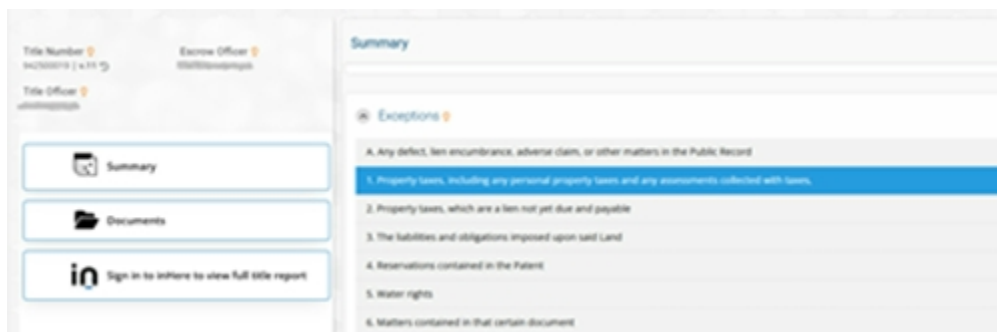 Title Number
Escrow Officer
942500019 | v.11
Title Officer
Summary
Documents
in Sign in to inHere to view full title report
Summary
Exceptions
A. Any defect, lien encumbrance, adverse claim, or other matters in the Public Record
1. Property taxes, including any personal property taxes and any assessments collected with taxes.
2. Property taxes, which are a lien not yet due and payable
3. The liabilities and obligations imposed upon said Land
4. Reservations contained in the Patent
5. Water rights
6. Matters contained in that certain document